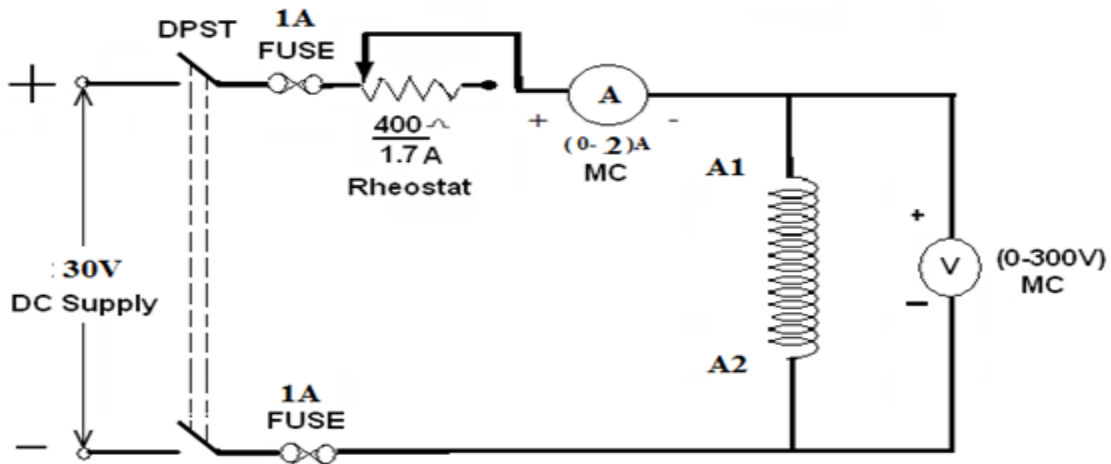 DPST
1A
FUSE
+
400 Ω
1.7 A
Rheostat
A
+ -
(0-2)A
MC
A1
30V
DC Supply
+
V
(0-300V)
MC
-
A2
1A
FUSE
-